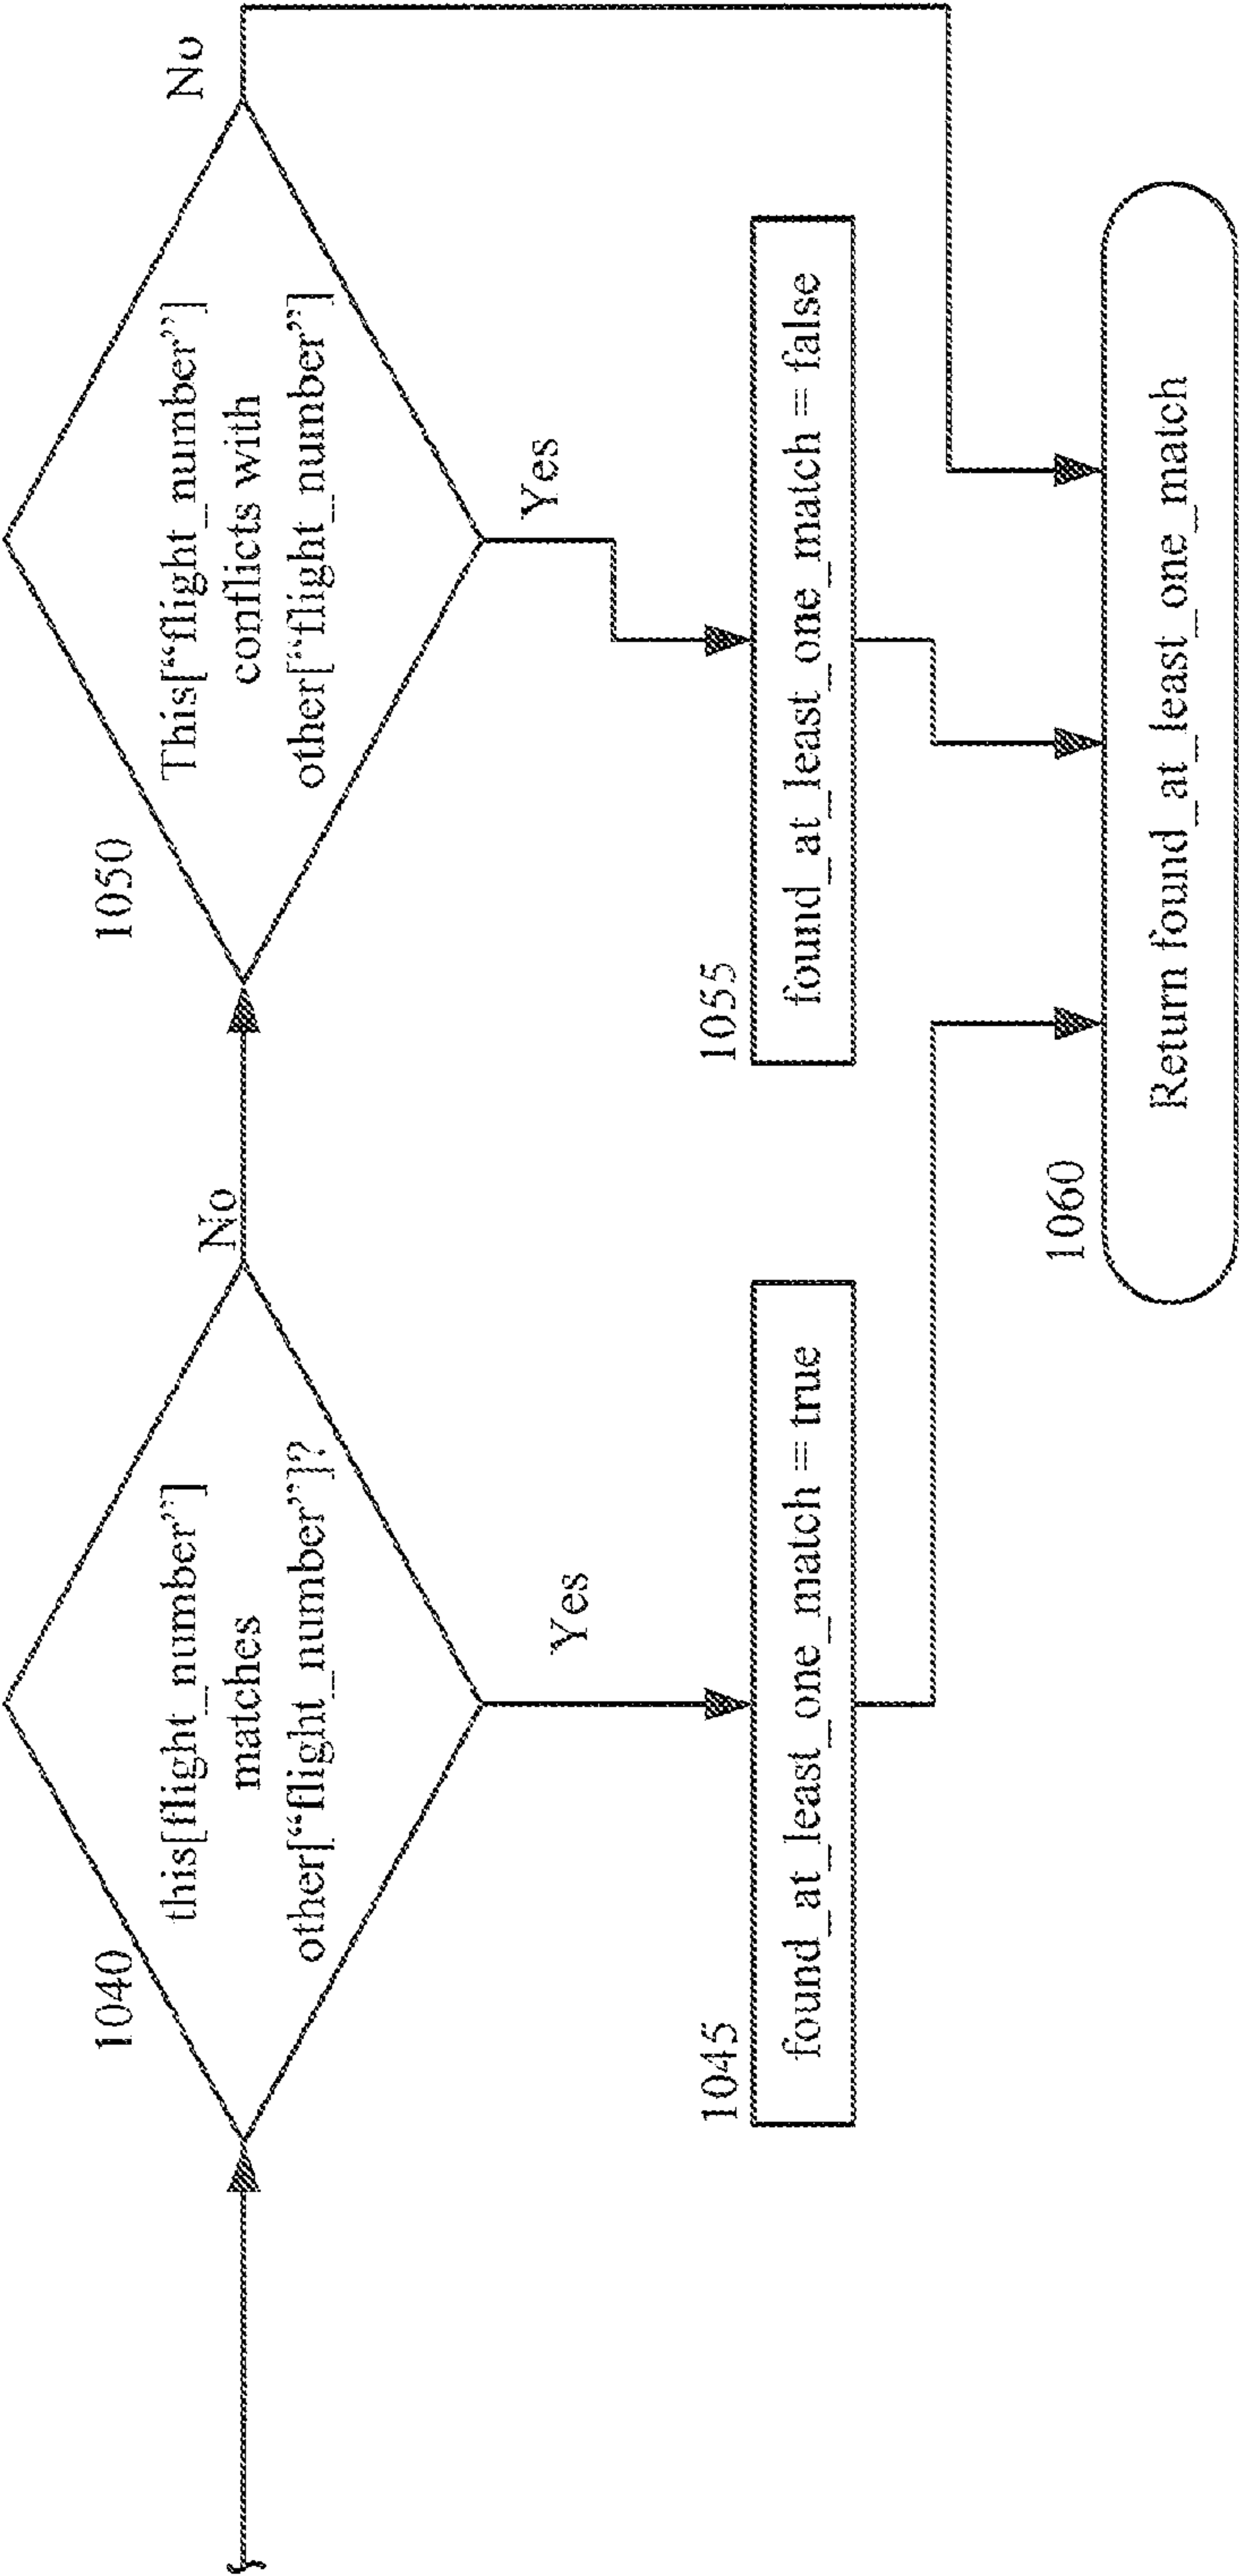 1040
this[flight_number”]
matches
other[“flight_number”]?
No
Yes
1045
found_at_least_one_match = true
1050
This[“flight_number”]
conflicts with
other[“flight_number”]
No
Yes
1055
found_at_least_one_match = false
1060
Return found_at_least_one_match